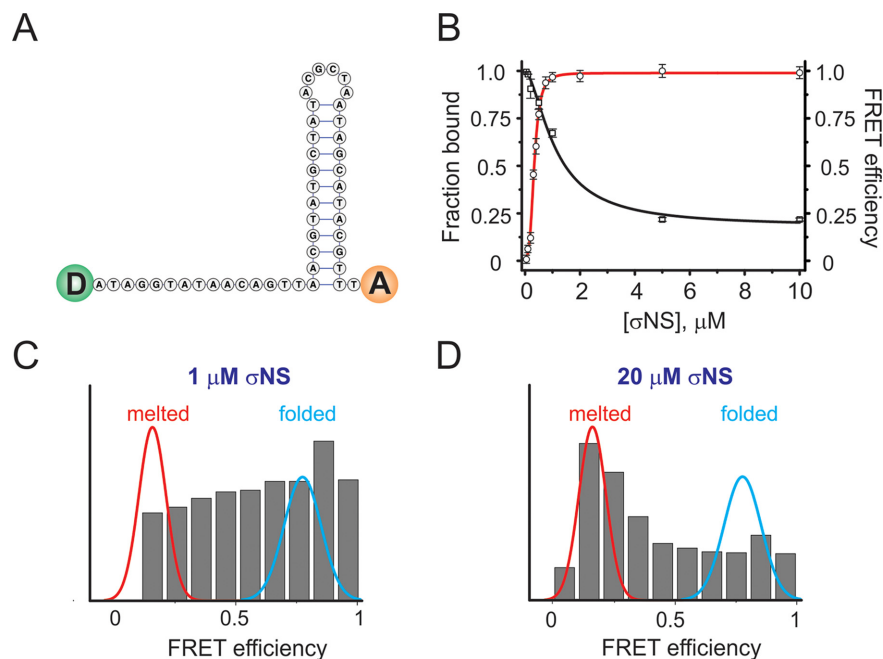 A
C G C T
A A
T A
A T
T A
C G
G C
T A
A T
T A
G C
C G
A T
D A T A G G T A T A A C A G T T A T T A
B
1.0
0.75
0.5
0.25
0
Fraction bound
1.0
0.75
0.5
0.25
0
FRET efficiency
0 2 4 6 8 10
[σNS], μM
C
1 μM σNS
melted folded
0 0.5 1
FRET efficiency
D
20 μM σNS
melted folded
0 0.5 1
FRET efficiency